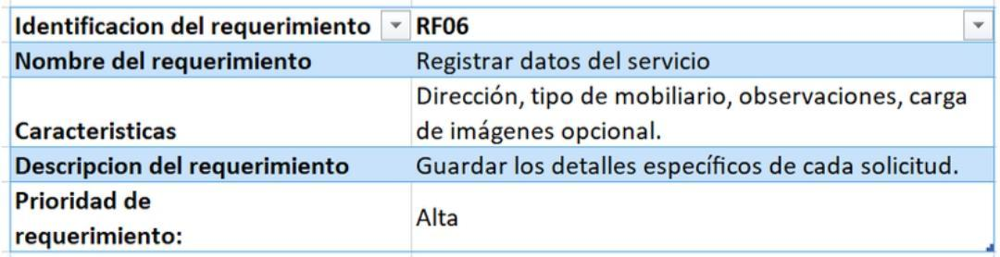 Identificacion del requerimiento RF06
Nombre del requerimiento Registrar datos del servicio
Caracteristicas Dirección, tipo de mobiliario, observaciones, carga
de imágenes opcional.
Descripcion del requerimiento Guardar los detalles específicos de cada solicitud.
Prioridad de
requerimiento: Alta